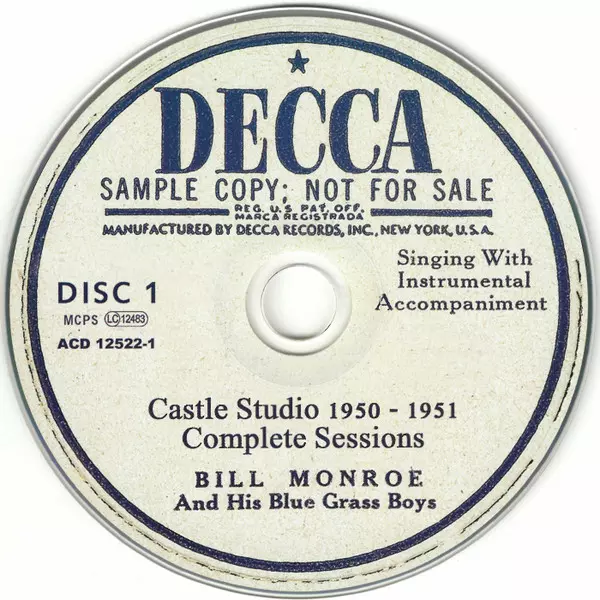 DECCA
SAMPLE COPY; NOT FOR SALE
REG. U.S. PAT. OFF.
MARCA REGISTRADA
MANUFACTURED BY DECCA RECORDS, INC., NEW YORK, U.S.A.
Singing With
Instrumental
Accompaniment
DISC 1
MCPS LC 12483
ACD 12522-1
Castle Studio 1950 - 1951
Complete Sessions
BILL MONROE
And His Blue Grass Boys